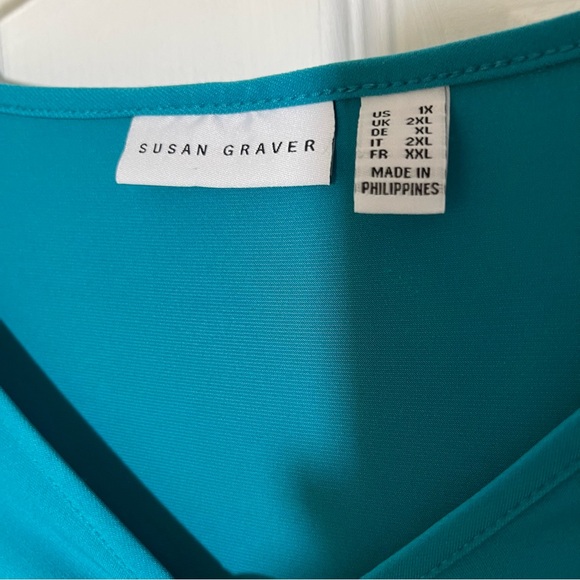 SUSAN GRAVER
US 1X
UK 2XL
DE XL
IT 2XL
FR XXL
MADE IN
PHILIPPINES